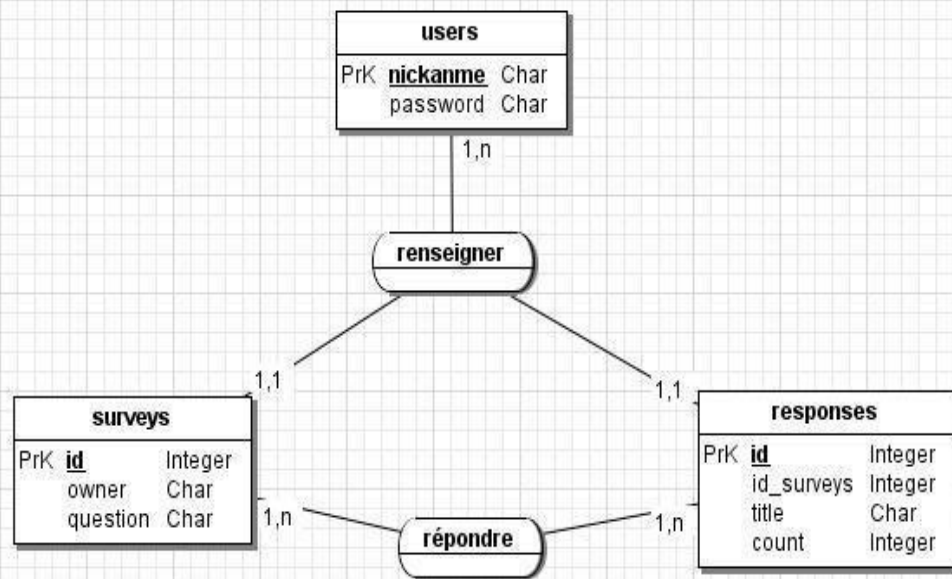 users
PrK nickanme Char
password Char
1,n
renseigner
1,1
1,1
surveys
PrK id Integer
owner Char
question Char
responses
PrK id Integer
id_surveys Integer
title Char
count Integer
1,n
répondre
1,n